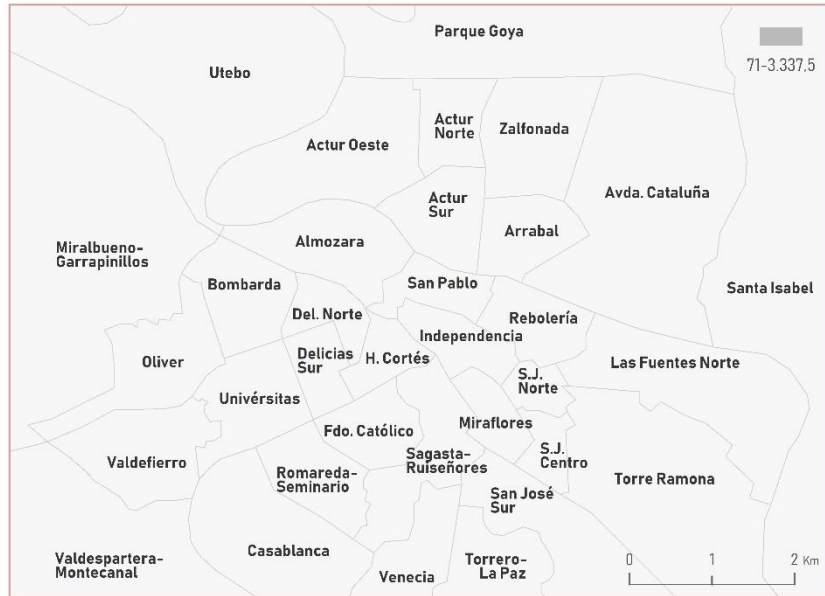 Parque Goya
71-3.337,5
Utebo
Actur
Norte
Zalfonada
Actur Oeste
Avda. Cataluña
Actur
Sur
Arrabal
Almozara
Miralbueno-
Garrapinillos
Bombarda
San Pablo
Santa Isabel
Del. Norte
Rebolería
Independencia
Delicias
Sur
H. Cortés
Las Fuentes Norte
Oliver
S.J.
Norte
Univérsitas
Miraflores
Fdo. Católico
Valdefierro
Sagasta-
Ruiseñores
S.J.
Centro
Romareda-
Seminario
Torre Ramona
San José
Sur
Casablanca
Valdespartera-
Montecanal
Venecia
Torrero-
La Paz
0 1 2 Km